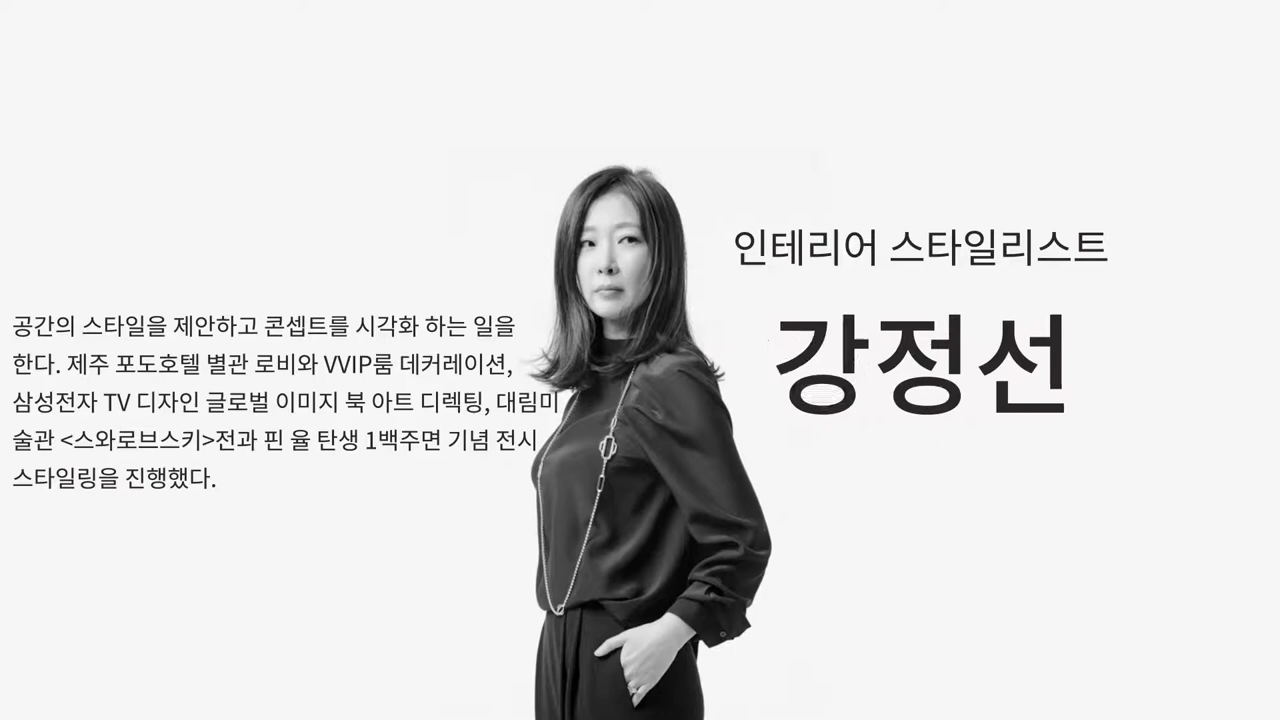 인테리어 스타일리스트
강정선
공간의 스타일을 제안하고 콘셉트를 시각화 하는 일을
한다. 제주 포도호텔 별관 로비와 VVIP룸 데커레이션,
삼성전자 TV 디자인 글로벌 이미지 북 아트 디렉팅, 대림미
술관 <스와로브스키>전과 핀 율 탄생 1백주면 기념 전시
스타일링을 진행했다.